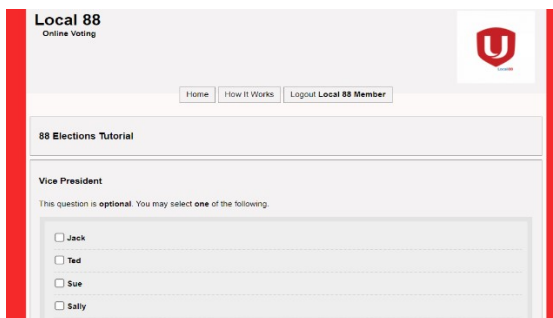 Local 88
Online Voting
U
Local88
Home How It Works Logout Local 88 Member
88 Elections Tutorial
Vice President
This question is optional. You may select one of the following.
Jack
Ted
Sue
Sally